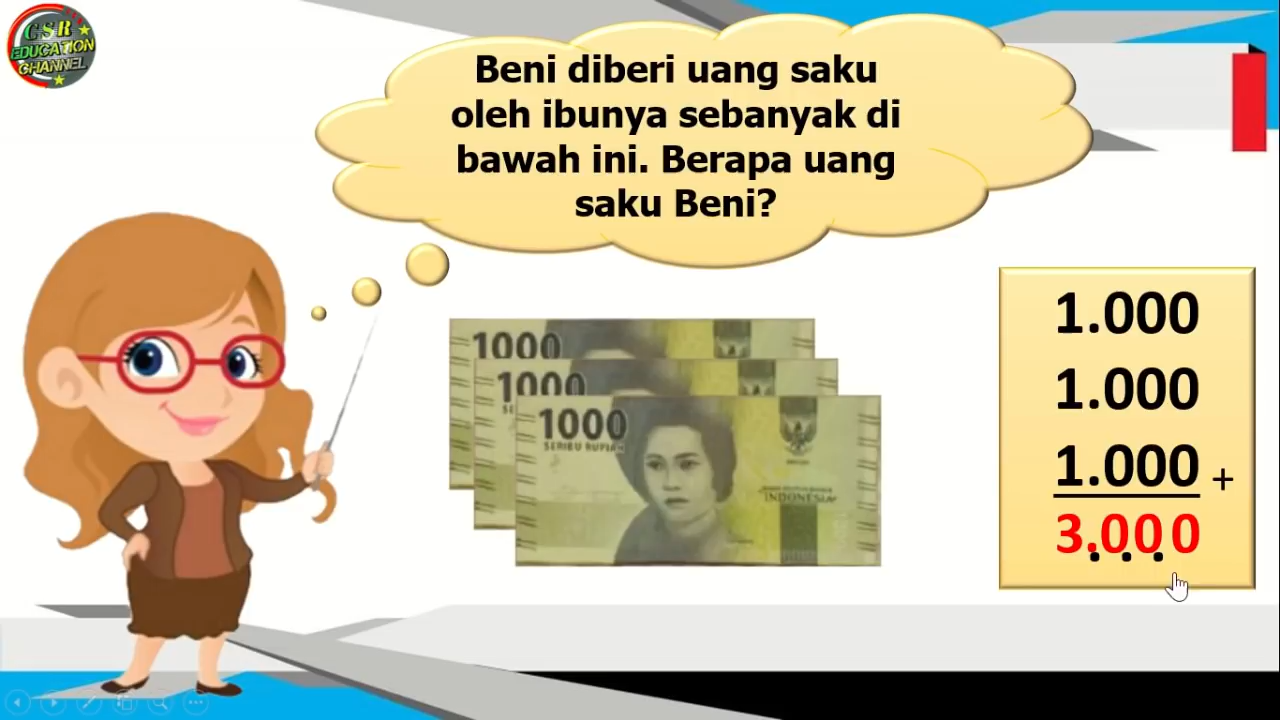 CSR
EDUCATION
CHANNEL
Beni diberi uang saku
oleh ibunya sebanyak di
bawah ini. Berapa uang
saku Beni?
1000
1000
1000
SERIBU RUPIAH
INDONESIA
1.000
1.000
1.000 +
3.000
. . .